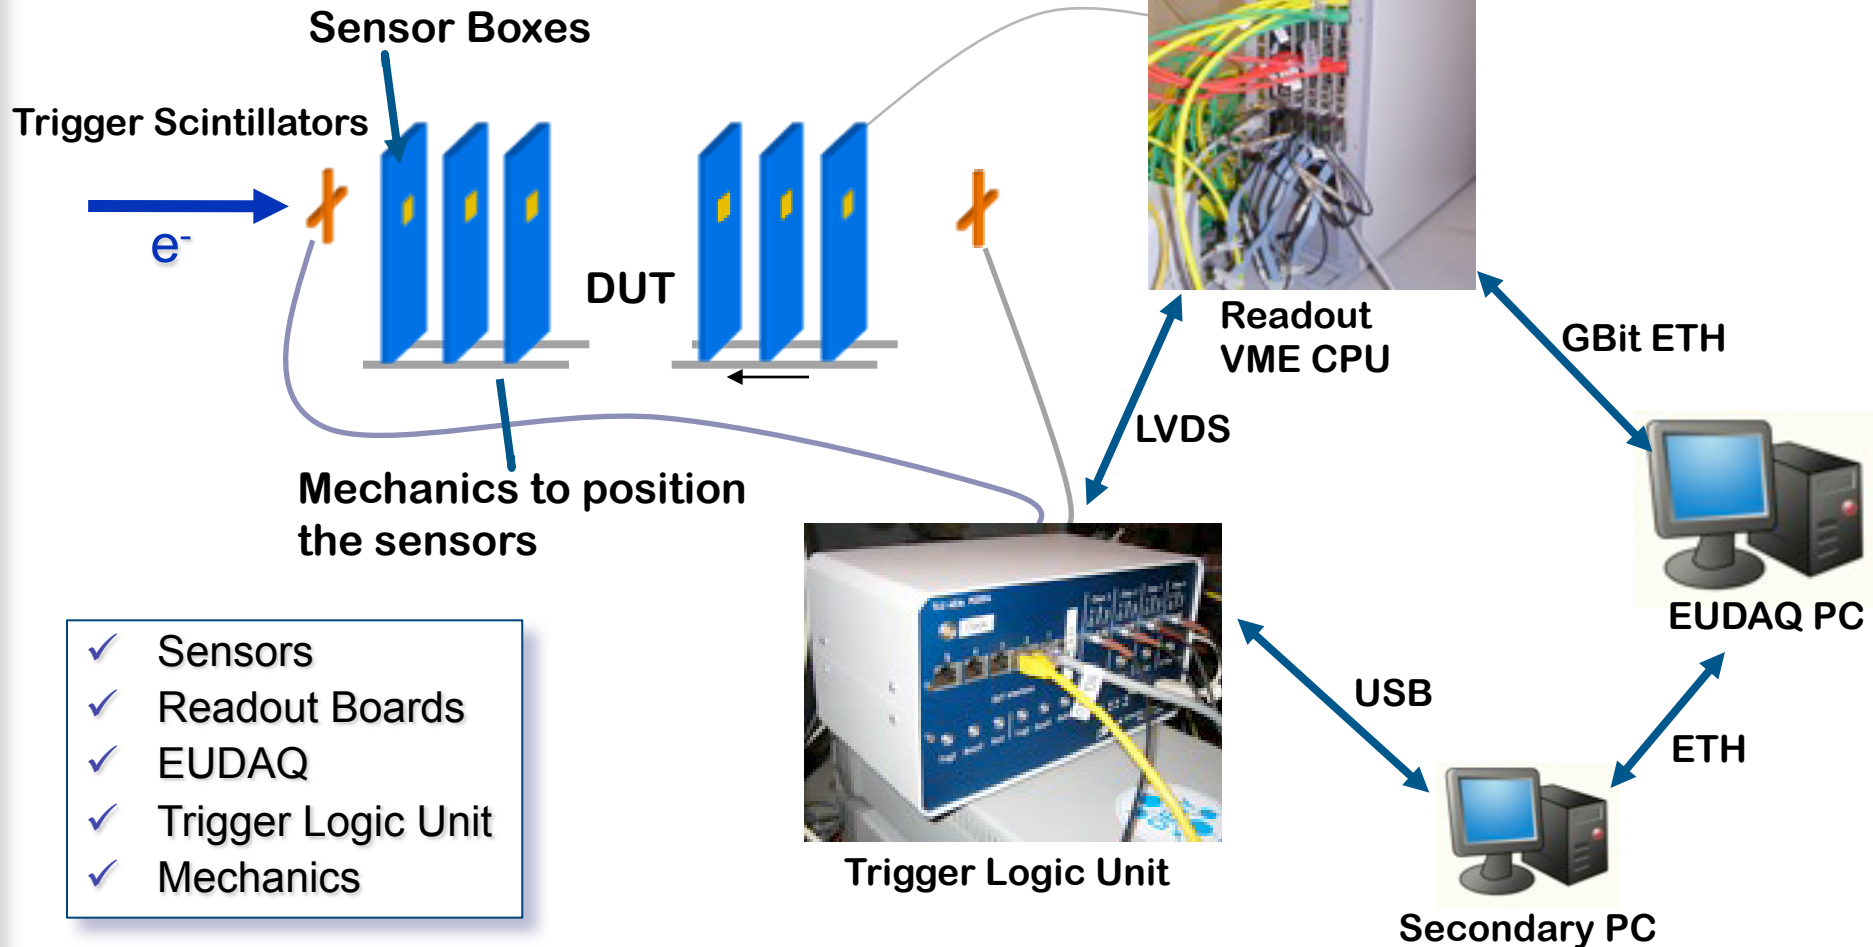 Sensor Boxes
Trigger Scintillators
e-
DUT
Readout
VME CPU
GBit ETH
LVDS
Mechanics to position
the sensors
EUDAQ PC
Sensors
Readout Boards
EUDAQ
Trigger Logic Unit
Mechanics
USB
ETH
Trigger Logic Unit
Secondary PC